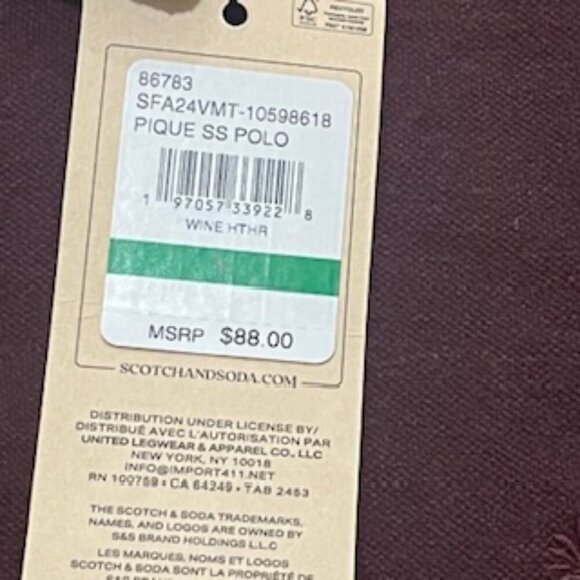 RECYCLED
86783
SFA24VMT-10598618
PIQUE SS POLO
1 97057 33922 8
WINE HTHR
MSRP $88.00
SCOTCHANDSODA.COM
DISTRIBUTION UNDER LICENSE BY/
DISTRIBUÉ AVEC L'AUTORISATION PAR
UNITED LEGWEAR & APPAREL CO., LLC
NEW YORK, NY 10018
INFO@IMPORT411.NET
RN 100759 • CA 64249 • TAB 2453
THE SCOTCH & SODA TRADEMARKS,
NAMES, AND LOGOS ARE OWNED BY
S&S BRAND HOLDINGS L.L.C
LES MARQUES, NOMS ET LOGOS
SCOTCH & SODA SONT LA PROPRIÉTÉ DE